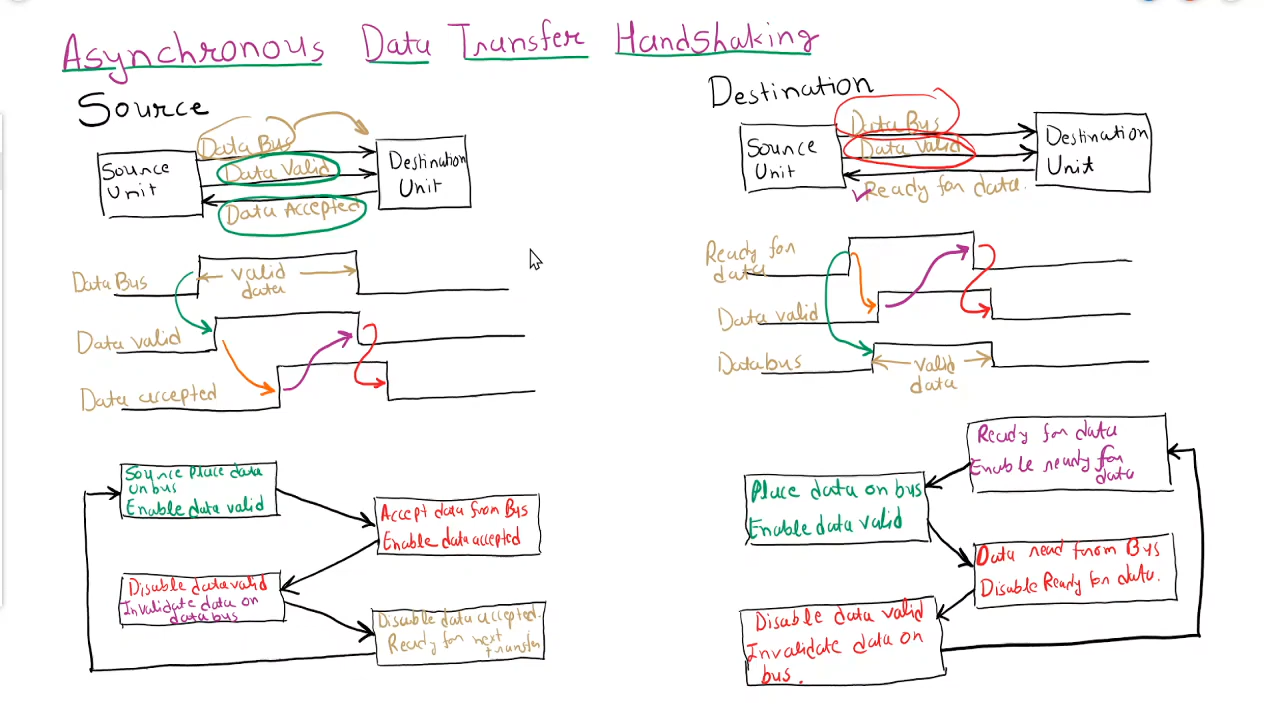 Asynchronous Data Transfer Handshaking
Source
Data Bus
Source
Unit
Data Valid
Data Accepted
Destination
Unit
Data Bus
valid
data
Data valid
Data accepted
Source place data
on bus
Enable data valid
Accept data from Bus
Enable data accepted
Disable data valid
Invalidate data on
data bus
Disable data accepted.
Ready for next
transfer
Destination
Data Bus
Source
Unit
Data Valid
Ready for data.
Destination
Unit
Ready for
data
Data valid
Databus
valid
data
Ready for data
Enable ready for
data
Place data on bus
Enable data valid
Data read from Bus
Disable Ready for data.
Disable data valid
Invalidate data on
bus.